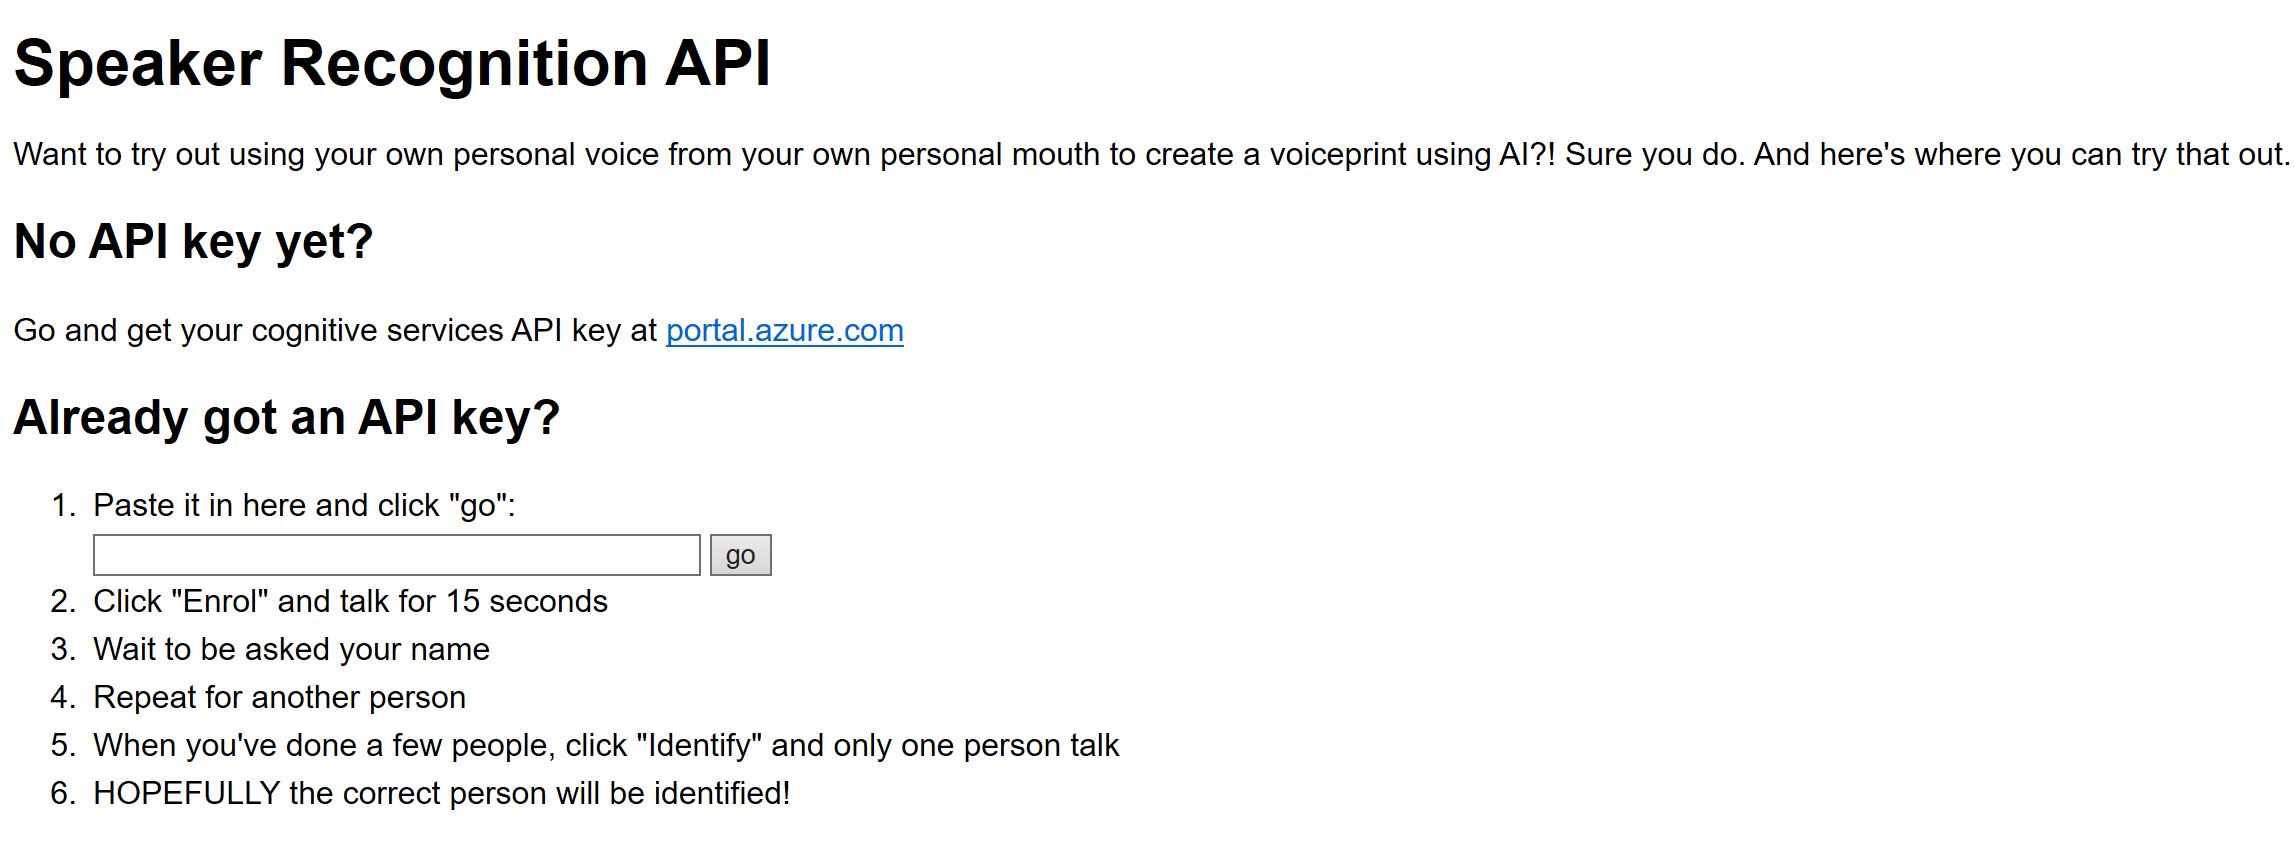 Speaker Recognition API
Want to try out using your own personal voice from your own personal mouth to create a voiceprint using AI?! Sure you do. And here's where you can try that out.
No API key yet?
Go and get your cognitive services API key at portal.azure.com
Already got an API key?
1. Paste it in here and click "go":
go
2. Click "Enrol" and talk for 15 seconds
3. Wait to be asked your name
4. Repeat for another person
5. When you've done a few people, click "Identify" and only one person talk
6. HOPEFULLY the correct person will be identified!